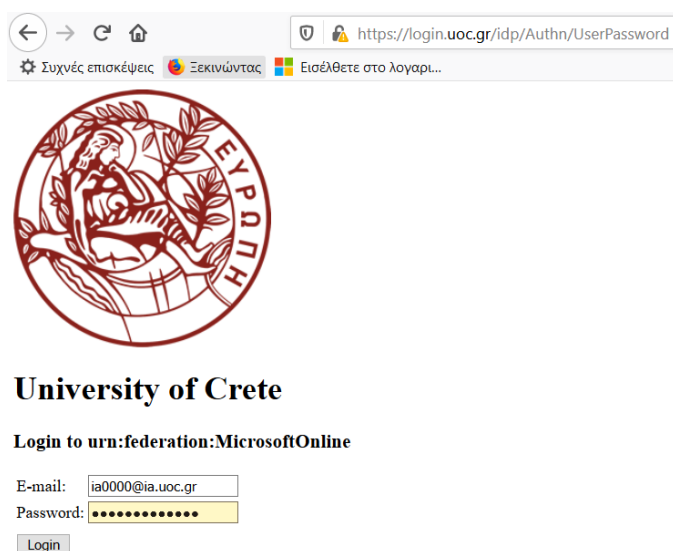 https://login.uoc.gr/idp/Authn/UserPassword
Συχνές επισκέψεις Ξεκινώντας Εισέλθετε στο λογαρι...
ΕΥΡΩΠΗ
University of Crete
Login to urn:federation:MicrosoftOnline
E-mail: ia0000@ia.uoc.gr
Password: ●●●●●●●●●●●●●
Login